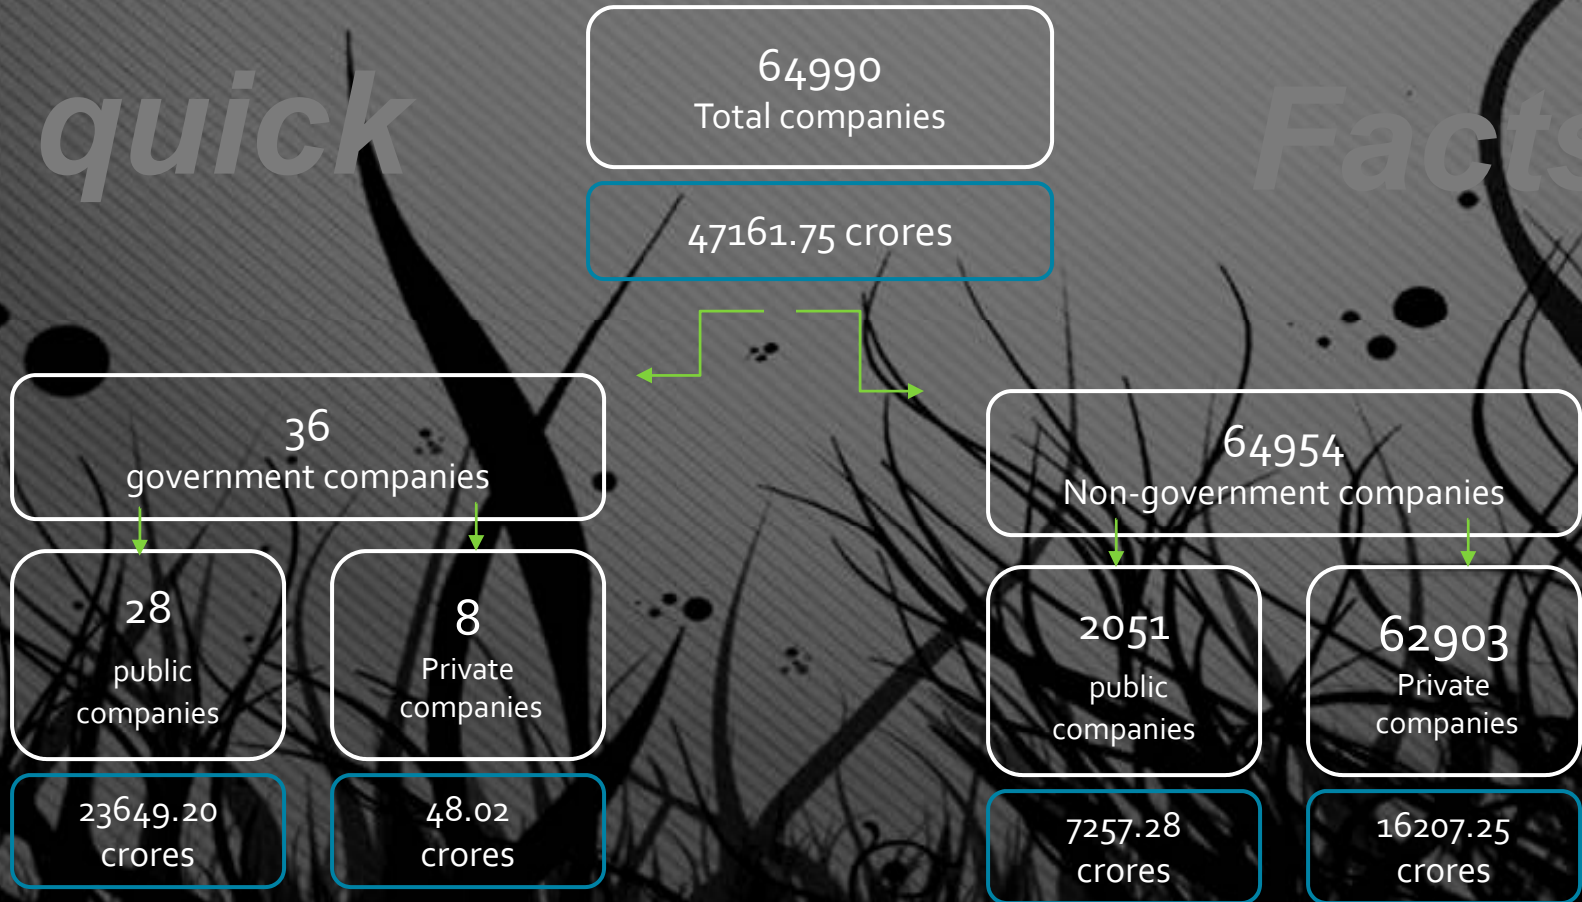 quick
Facts
64990
Total companies
47161.75 crores
36
government companies
28
public
companies
23649.20
crores
8
Private
companies
48.02
crores
64954
Non-government companies
2051
public
companies
7257.28
crores
62903
Private
companies
16207.25
crores